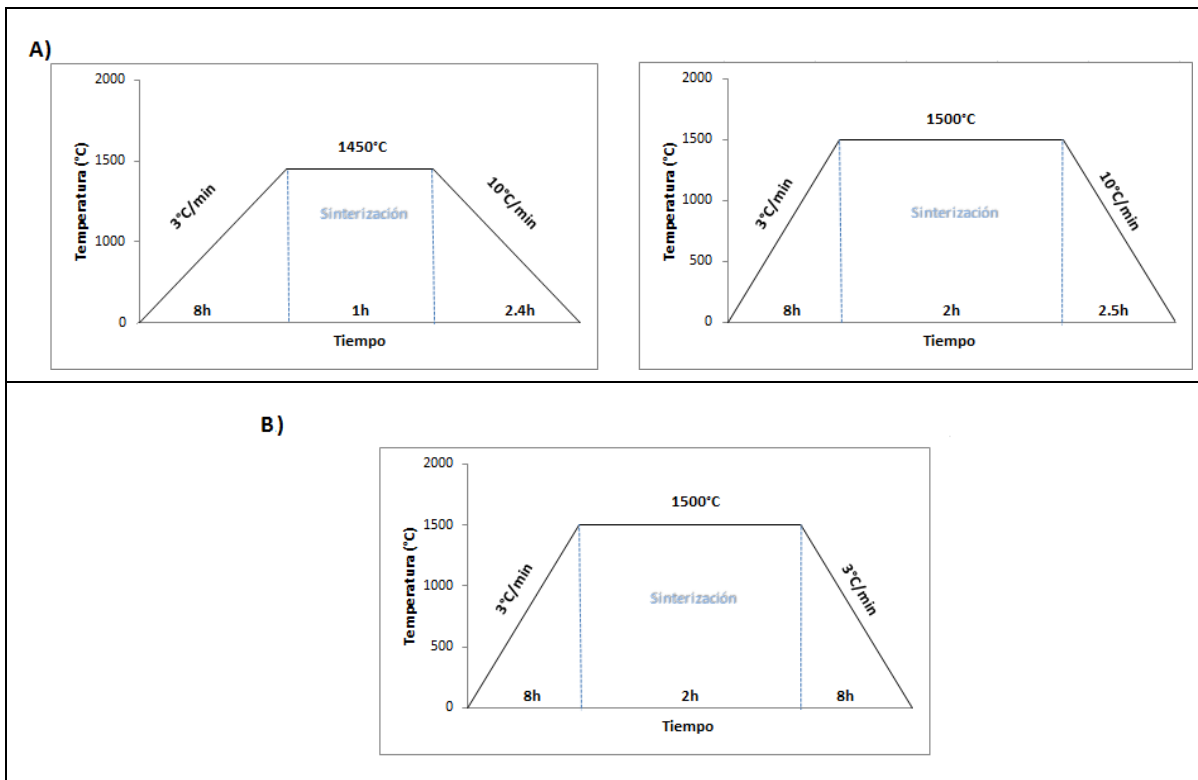 A)
2000
1500
1000
0
Temperatura (°C)
1450°C
3°C/min
10°C/min
Sinterización
8h
1h
2.4h
Tiempo
2000
1500
1000
500
0
Temperatura (°C)
1500°C
3°C/min
10°C/min
Sinterización
8h
2h
2.5h
Tiempo
B)
2000
1500
1000
500
0
Temperatura (°C)
1500°C
3°C/min
3°C/min
Sinterización
8h
2h
8h
Tiempo